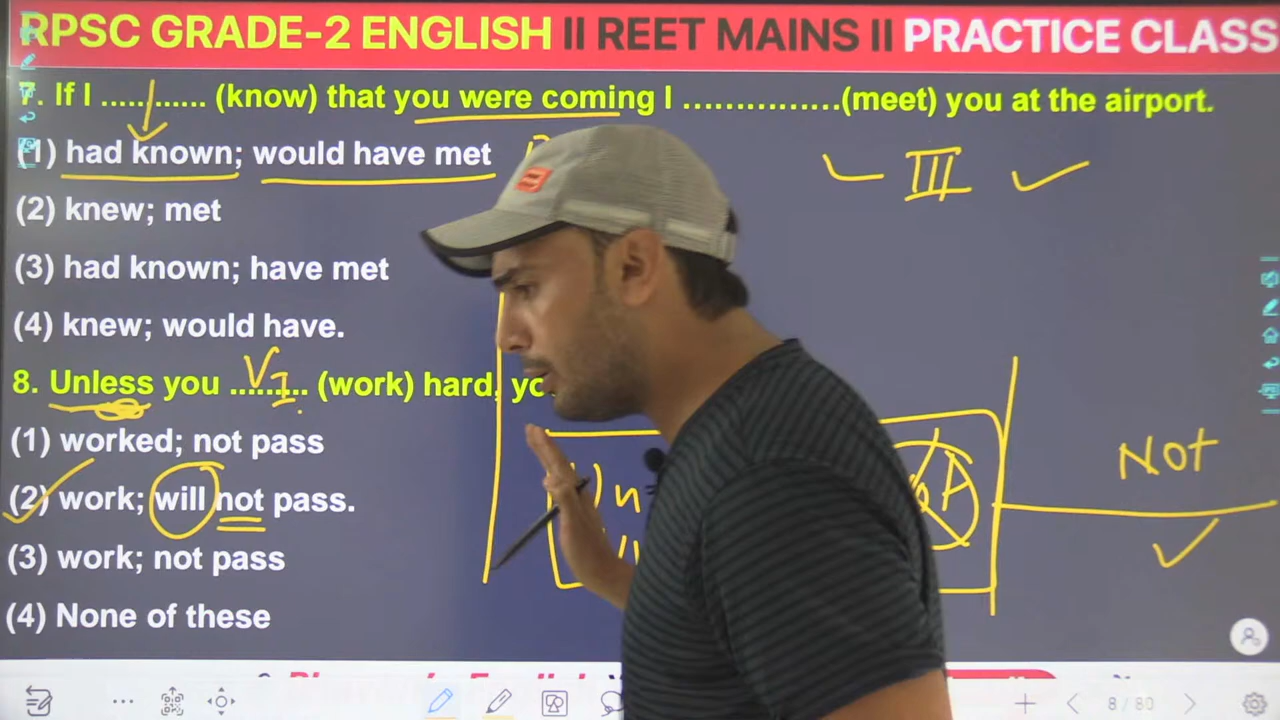 RPSC GRADE-2 ENGLISH II REET MAINS II PRACTICE CLASS
7. If I ............ (know) that you were coming I ................(meet) you at the airport.
(1) had known; would have met
III
(2) knew; met
(3) had known; have met
(4) knew; would have.
V I
8. Unless you ......... (work) hard, yo
(1) worked; not pass
Not
(2) work; will not pass.
Un
A
(3) work; not pass
(4) None of these
8 / 80